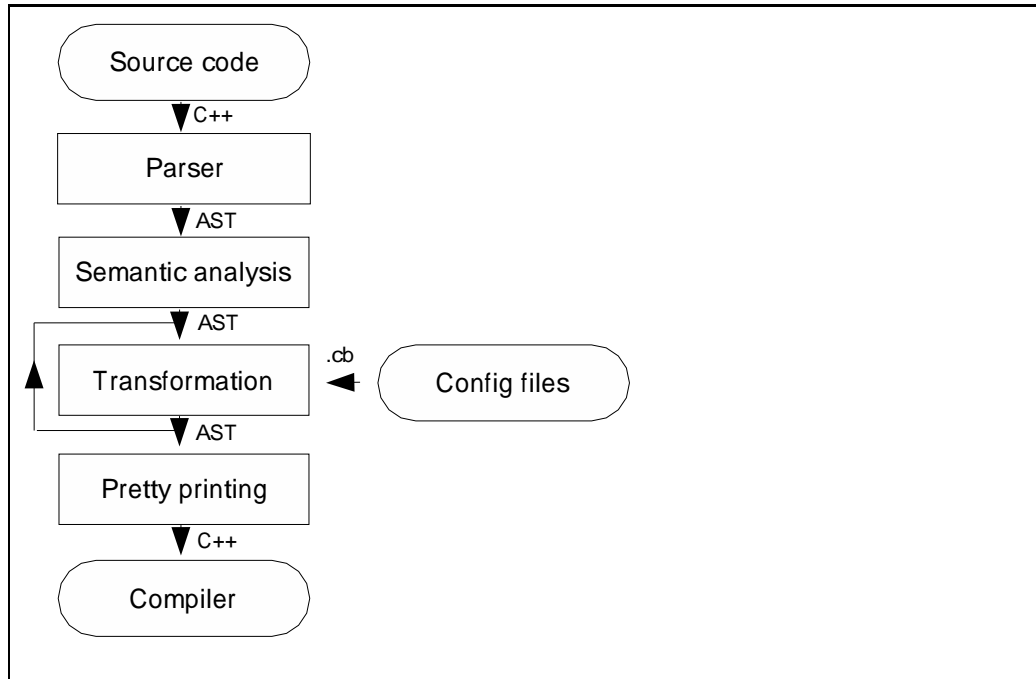 Source code
C++
Parser
AST
Semantic analysis
AST
.cb
Transformation
Config files
AST
Pretty printing
C++
Compiler